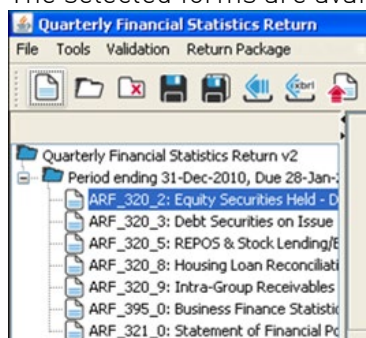 The selected forms are avai
Quarterly Financial Statistics Return
File Tools Validation Return Package
xbrl
Quarterly Financial Statistics Return v2
Period ending 31-Dec-2010, Due 28-Jan-
ARF_320_2: Equity Securities Held - D
ARF_320_3: Debt Securities on Issue
ARF_320_5: REPOS & Stock Lending/B
ARF_320_8: Housing Loan Reconciliati
ARF_320_9: Intra-Group Receivables
ARF_395_0: Business Finance Statistic
ARF_321_0: Statement of Financial Po